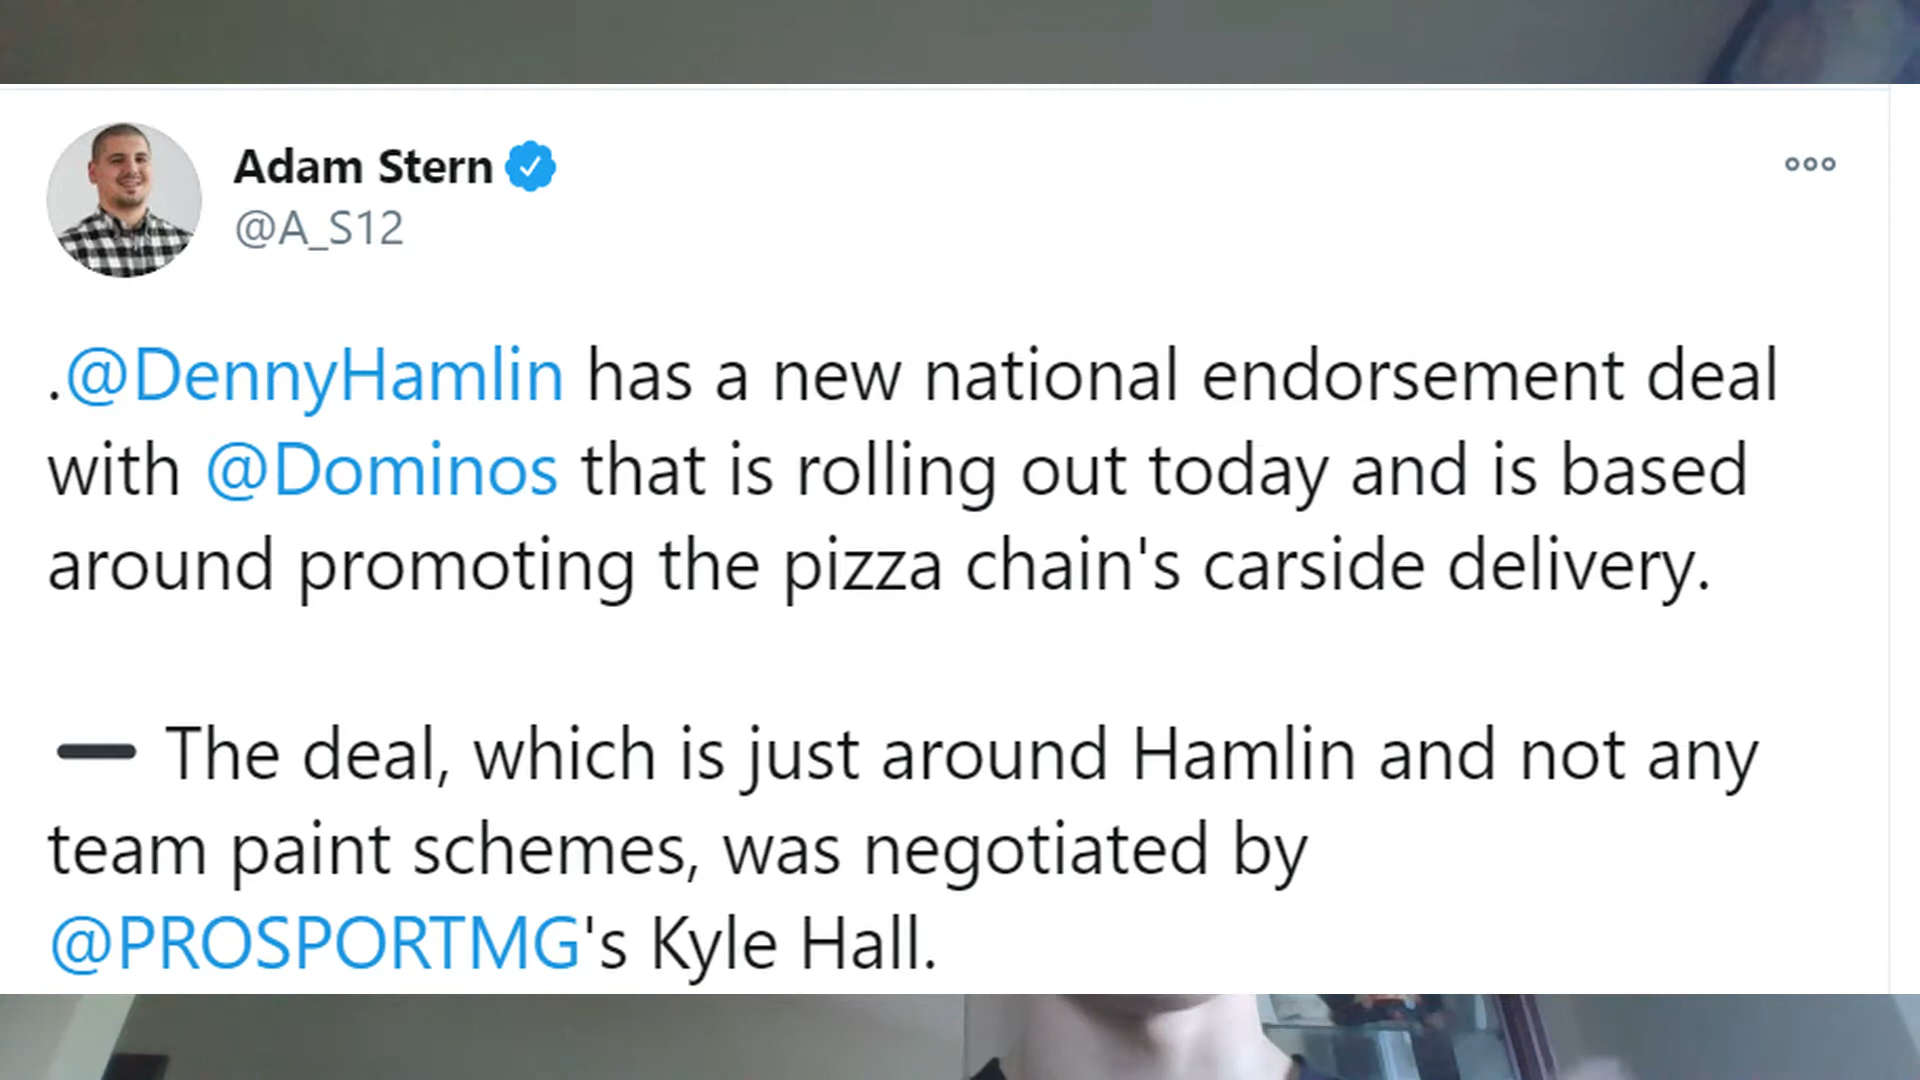 Adam Stern
@A_S12
.@DennyHamlin has a new national endorsement deal
with @Dominos that is rolling out today and is based
around promoting the pizza chain's carside delivery.
➖ The deal, which is just around Hamlin and not any
team paint schemes, was negotiated by
@PROSPORTMG's Kyle Hall.